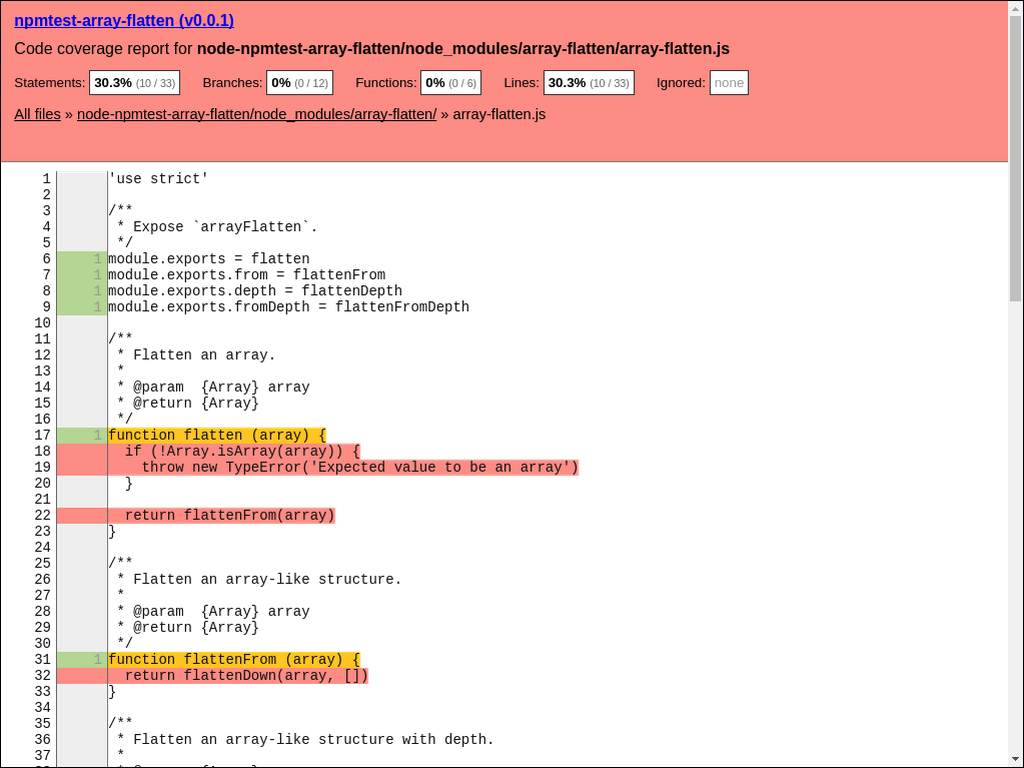 npmtest-array-flatten (v0.0.1)
Code coverage report for node-npmtest-array-flatten/node_modules/array-flatten/array-flatten.js
Statements: 30.3% (10 / 33) Branches: 0% (0 / 12) Functions: 0% (0 / 6) Lines: 30.3% (10 / 33) Ignored: none
All files » node-npmtest-array-flatten/node_modules/array-flatten/ » array-flatten.js
1 'use strict'
2
3 /**
4  * Expose `arrayFlatten`.
5  */
6 1 module.exports = flatten
7 1 module.exports.from = flattenFrom
8 1 module.exports.depth = flattenDepth
9 1 module.exports.fromDepth = flattenFromDepth
10
11 /**
12  * Flatten an array.
13  *
14  * @param  {Array} array
15  * @return {Array}
16  */
17 1 function flatten (array) {
18   if (!Array.isArray(array)) {
19     throw new TypeError('Expected value to be an array')
20   }
21
22   return flattenFrom(array)
23 }
24
25 /**
26  * Flatten an array-like structure.
27  *
28  * @param  {Array} array
29  * @return {Array}
30  */
31 1 function flattenFrom (array) {
32   return flattenDown(array, [])
33 }
34
35 /**
36  * Flatten an array-like structure with depth.
37  *